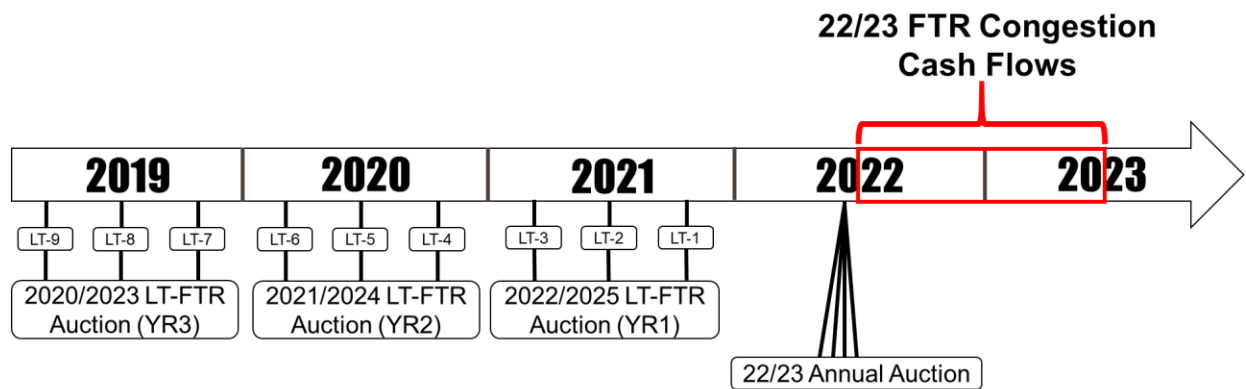 22/23 FTR Congestion
Cash Flows
2019
2020
2021
2022
2023
LT-9
LT-8
LT-7
LT-6
LT-5
LT-4
LT-3
LT-2
LT-1
2020/2023 LT-FTR
Auction (YR3)
2021/2024 LT-FTR
Auction (YR2)
2022/2025 LT-FTR
Auction (YR1)
22/23 Annual Auction